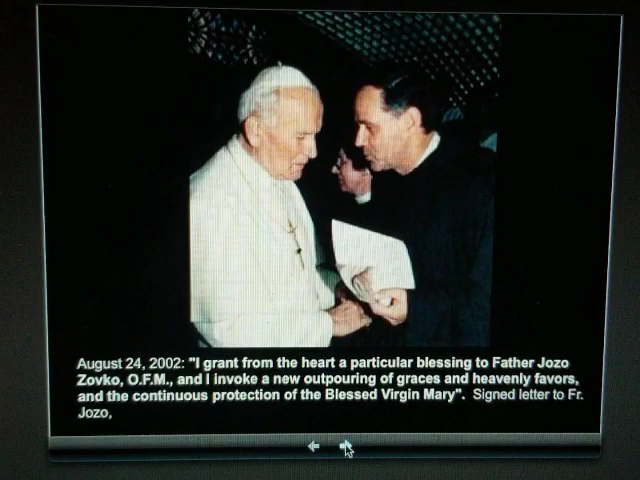 August 24, 2002: "I grant from the heart a particular blessing to Father Jozo
Zovko, O.F.M., and I invoke a new outpouring of graces and heavenly favors,
and the continuous protection of the Blessed Virgin Mary". Signed letter to Fr.
Jozo,